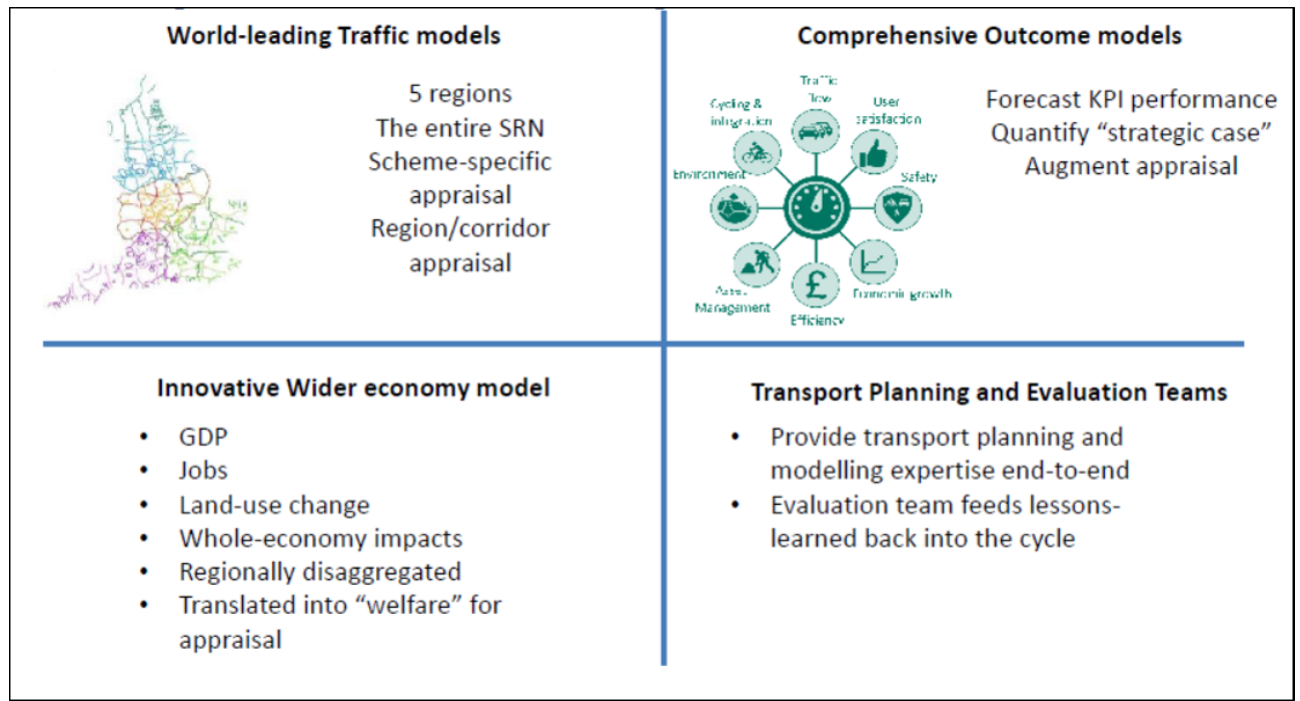 World-leading Traffic models
5 regions
The entire SRN
Scheme-specific
appraisal
Region/corridor
appraisal
Comprehensive Outcome models
Traffic
flow
Cycling &
integration
User
satisfaction
Environment
Safety
Asset
Management
Economic growth
Efficiency
£
Forecast KPI performance
Quantify “strategic case”
Augment appraisal
Innovative Wider economy model
• GDP
• Jobs
• Land-use change
• Whole-economy impacts
• Regionally disaggregated
• Translated into “welfare” for
appraisal
Transport Planning and Evaluation Teams
• Provide transport planning and
modelling expertise end-to-end
• Evaluation team feeds lessons-
learned back into the cycle